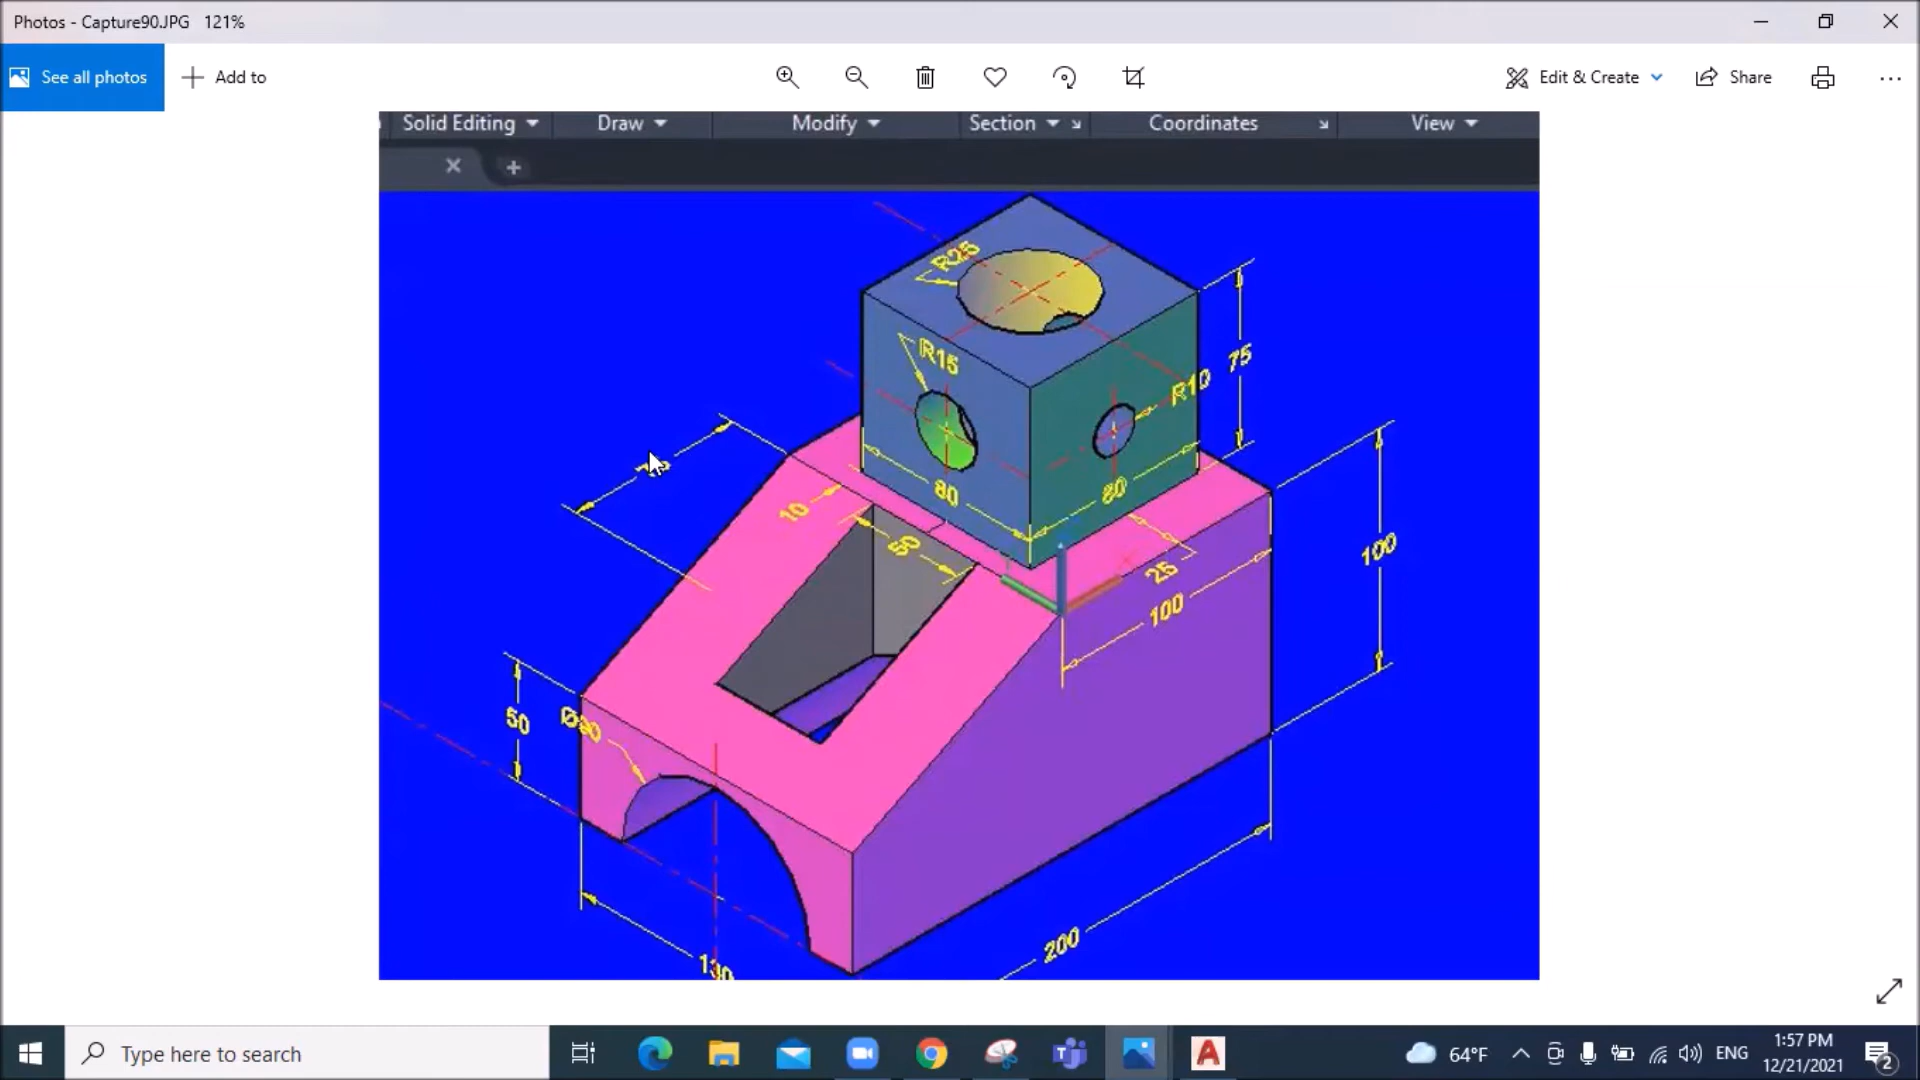 Photos - Capture90.JPG 121%
See all photos
Add to
Edit & Create
Share
Solid Editing
Draw
Modify
Section
Coordinates
View
R25
R15
75
R10
80
80
10
50
25
100
100
50
200
Type here to search
64°F
ENG
1:57 PM
12/21/2021
2